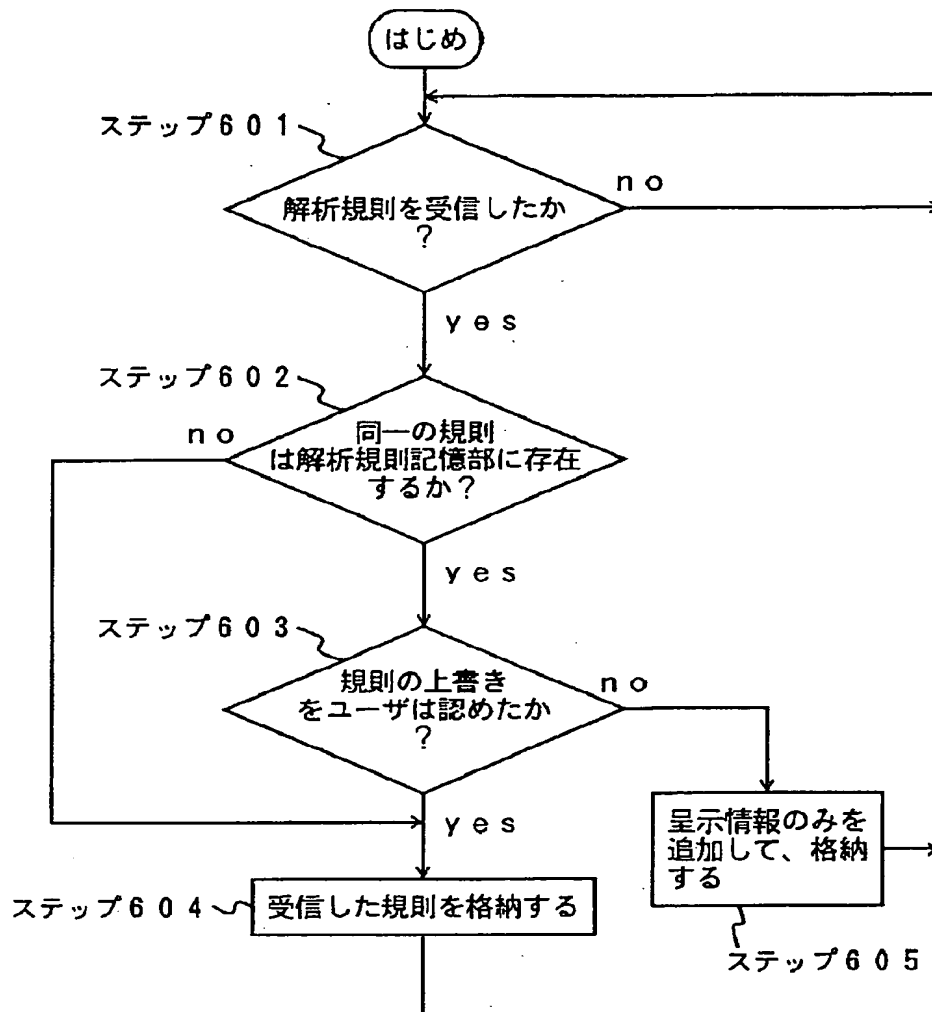 はじめ
ステップ601
解析規則を受信したか
?
no
yes
ステップ602
no
同一の規則
は解析規則記憶部に存在
するか?
yes
ステップ603
規則の上書き
をユーザは認めたか
?
no
yes
呈示情報のみを
追加して、格納
する
ステップ604
受信した規則を格納する
ステップ605